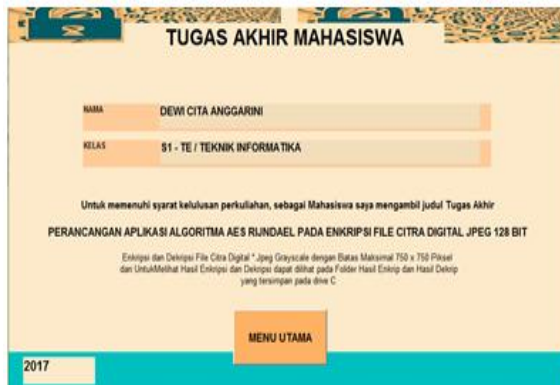 TUGAS AKHIR MAHASISWA
NAMA DEWI CITA ANGGARINI
KELAS S1 - TE / TEKNIK INFORMATIKA
Untuk memenuhi syarat kelulusan perkuliahan, sebagai Mahasiswa saya mengambil judul Tugas Akhir
PERANCANGAN APLIKASI ALGORITMA AES RIJNDAEL PADA ENKRIPSI FILE CITRA DIGITAL JPEG 128 BIT
Enkripsi dan Dekripsi File Citra Digital *.Jpeg Grayscale dengan Batas Maksimal 750 x 750 Piksel
dan UntukMelihat Hasil Enkripsi dan Dekripsi dapat dilihat pada Folder Hasil Enkrip dan Hasil Dekrip
yang tersimpan pada drive C
MENU UTAMA
2017